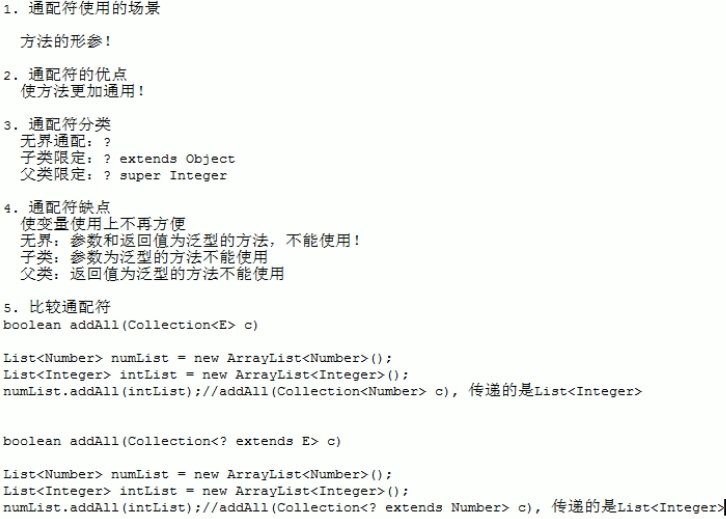 1. 通配符使用的场景
方法的形参!
2. 通配符的优点
使方法更加通用!
3. 通配符分类
无界通配: ?
子类限定: ? extends Object
父类限定: ? super Integer
4. 通配符缺点
使变量使用上不再方便
无界: 参数和返回值为泛型的方法, 不能使用!
子类: 参数为泛型的方法不能使用
父类: 返回值为泛型的方法不能使用
5. 比较通配符
boolean addAll(Collection<E> c)
List<Number> numList = new ArrayList<Number>();
List<Integer> intList = new ArrayList<Integer>();
numList.addAll(intList);//addAll(Collection<Number> c), 传递的是List<Integer>
boolean addAll(Collection<? extends E> c)
List<Number> numList = new ArrayList<Number>();
List<Integer> intList = new ArrayList<Integer>();
numList.addAll(intList);//addAll(Collection<? extends Number> c), 传递的是List<Integer>